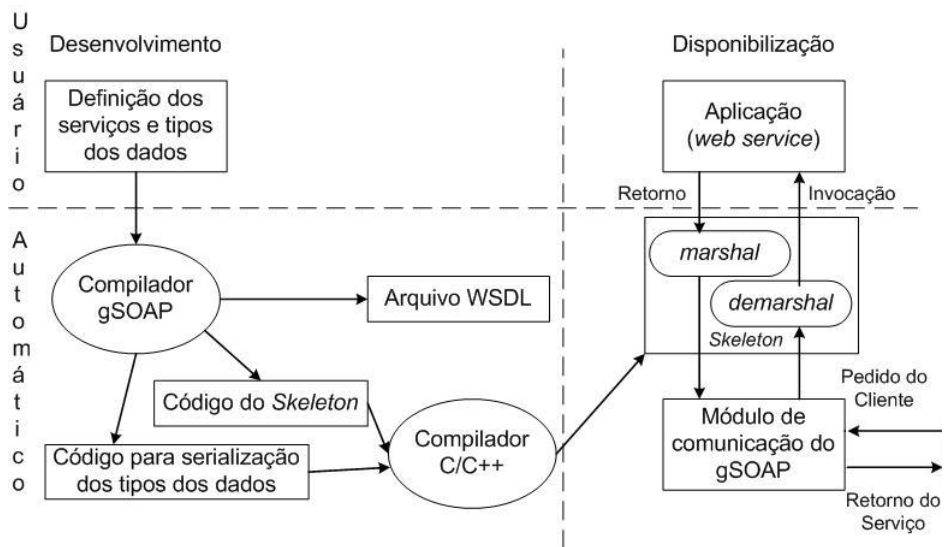 Usuário
Desenvolvimento
Disponibilização
Definição dos
serviços e tipos
dos dados
Aplicação
(web service)
Retorno
Invocação
Automático
Compilador
gSOAP
Arquivo WSDL
marshal
demarshal
Skeleton
Código do Skeleton
Código para serialização
dos tipos dos dados
Compilador
C/C++
Módulo de
comunicação do
gSOAP
Pedido do
Cliente
Retorno do
Serviço